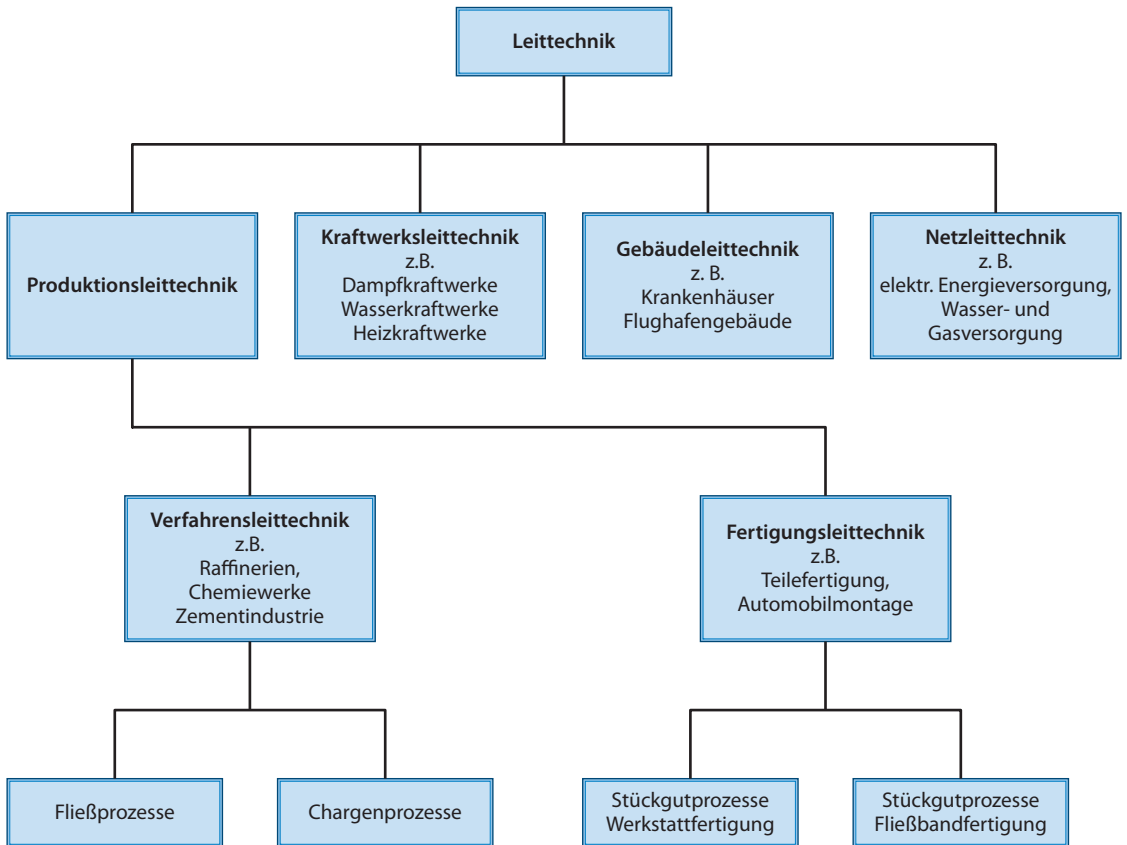 Leittechnik
Produktionsleittechnik
Kraftwerksleittechnik
z.B.
Dampfkraftwerke
Wasserkraftwerke
Heizkraftwerke
Gebäudeleittechnik
z. B.
Krankenhäuser
Flughafengebäude
Netzleittechnik
z. B.
elektr. Energieversorgung,
Wasser- und
Gasversorgung
Verfahrensleittechnik
z.B.
Raffinerien,
Chemiewerke
Zementindustrie
Fertigungsleittechnik
z.B.
Teilefertigung,
Automobilmontage
Fließprozesse
Chargenprozesse
Stückgutprozesse
Werkstattfertigung
Stückgutprozesse
Fließbandfertigung